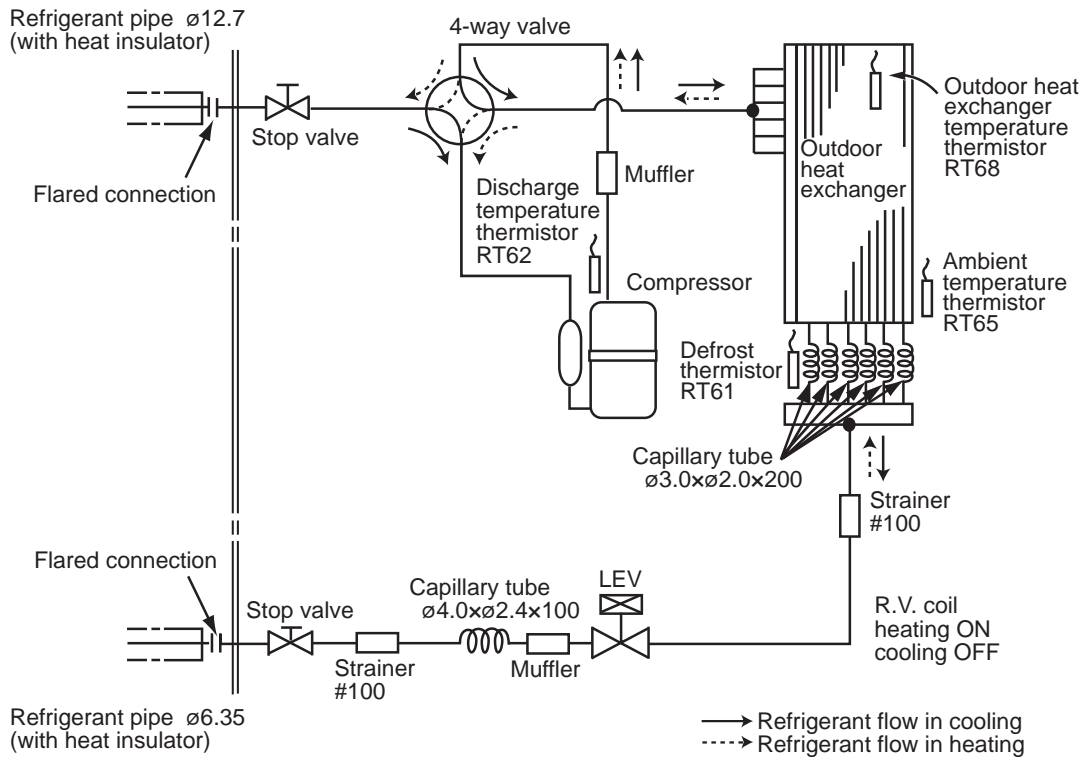 Refrigerant pipe ø12.7
(with heat insulator)
4-way valve
Stop valve
Flared connection
Muffler
Discharge
temperature
thermistor
RT62
Compressor
Outdoor
heat
exchanger
Outdoor heat
exchanger
temperature
thermistor
RT68
Ambient
temperature
thermistor
RT65
Defrost
thermistor
RT61
Capillary tube
ø3.0×ø2.0×200
Strainer
#100
Flared connection
Stop valve
Capillary tube
ø4.0×ø2.4×100
LEV
Strainer
#100
Muffler
R.V. coil
heating ON
cooling OFF
Refrigerant pipe ø6.35
(with heat insulator)
Refrigerant flow in cooling
Refrigerant flow in heating